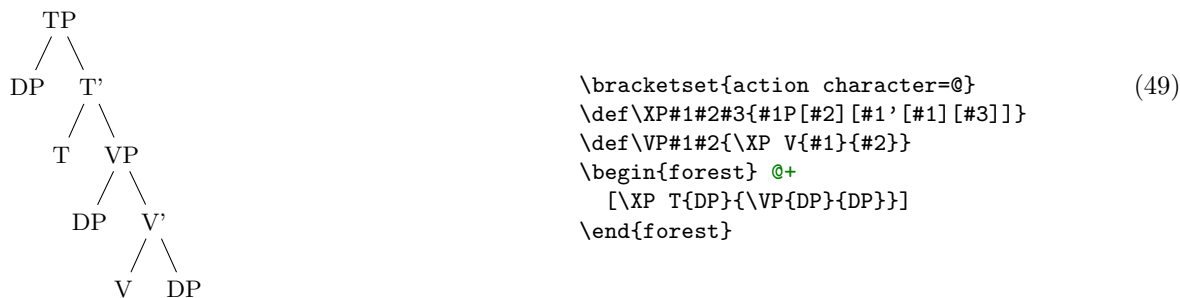 TP
DP T'
T VP
DP V'
V DP
\bracketset{action character=@}
\def\XP#1#2#3{#1P[#2][#1'[#1][#3]]}
\def\VP#1#2{\XP V{#1}{#2}}
\begin{forest} @+
[\XP T{DP}{\VP{DP}{DP}}]
\end{forest}
(49)